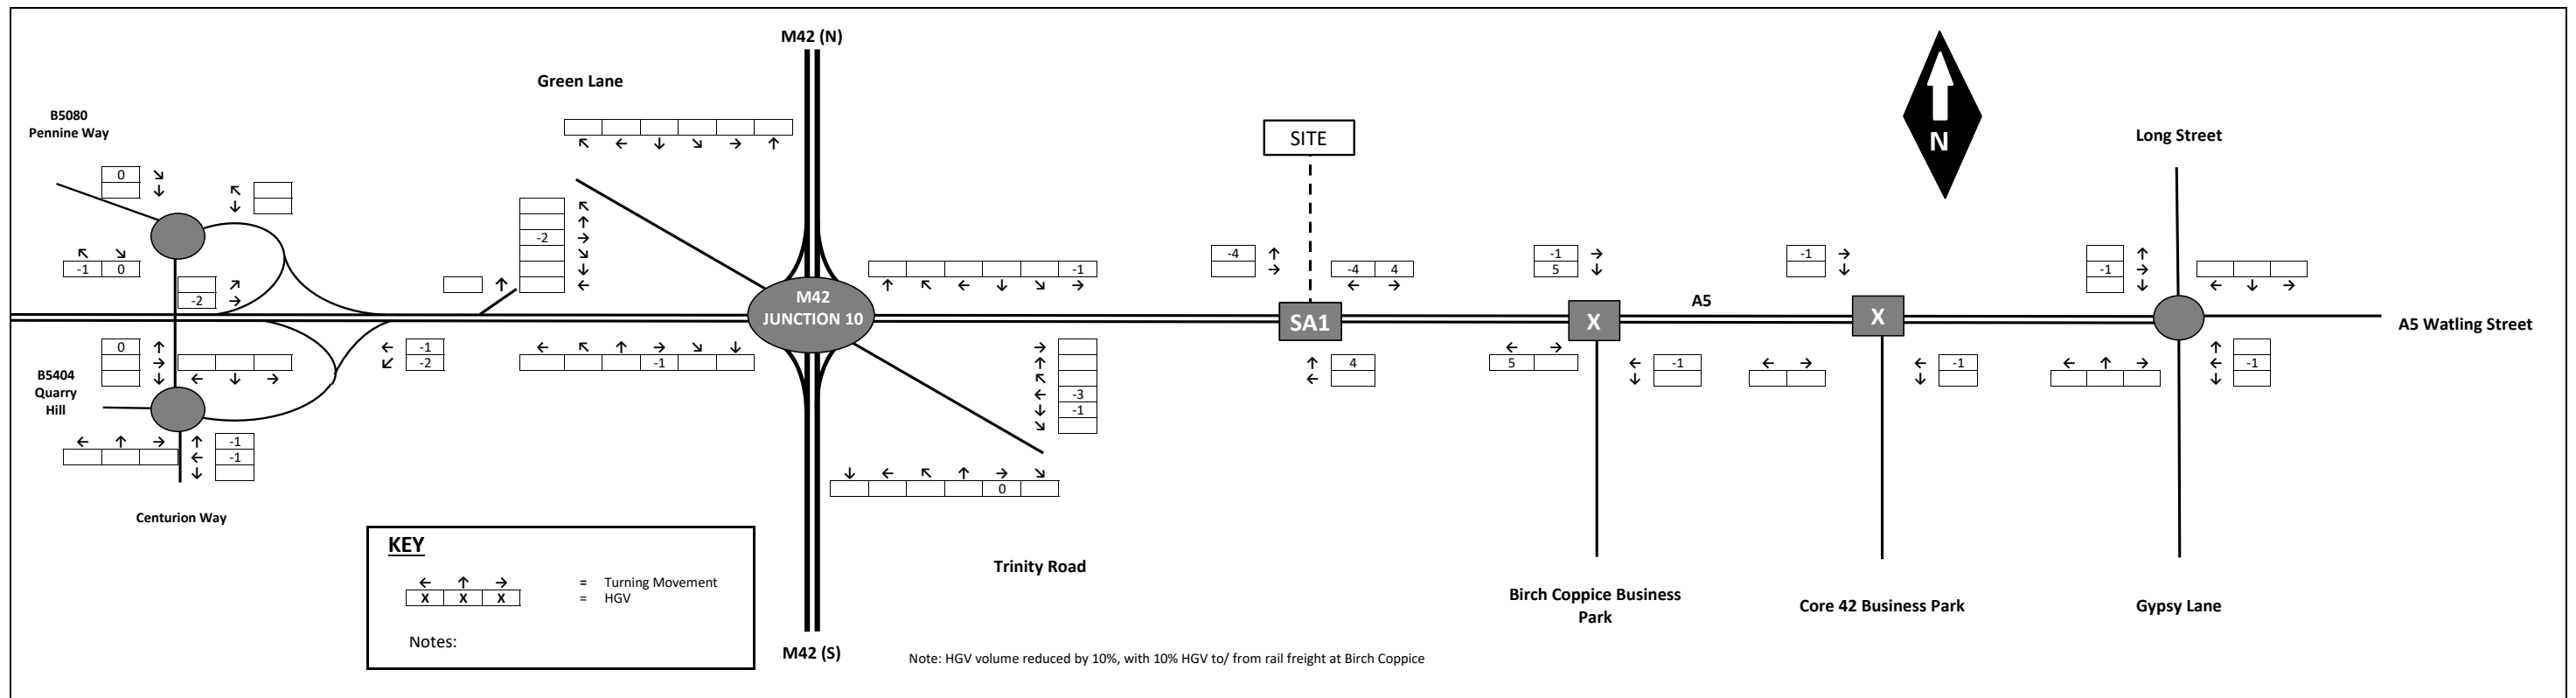 M42 (N)
Green Lane
B5080
Pennine Way
SITE
N
Long Street
0
-1 0
-2
-2
-1
-4
-4 4
-1
5
-1
-1
M42
JUNCTION 10
SA1
X
A5
X
A5 Watling Street
0
B5404
Quarry
Hill
-1
-2
-1
-3
-1
4
5
-1
-1
-1
-1
-1
0
Centurion Way
KEY
X X X
= Turning Movement
= HGV
Notes:
Trinity Road
Birch Coppice Business
Park
Core 42 Business Park
Gypsy Lane
M42 (S)
Note: HGV volume reduced by 10%, with 10% HGV to/ from rail freight at Birch Coppice